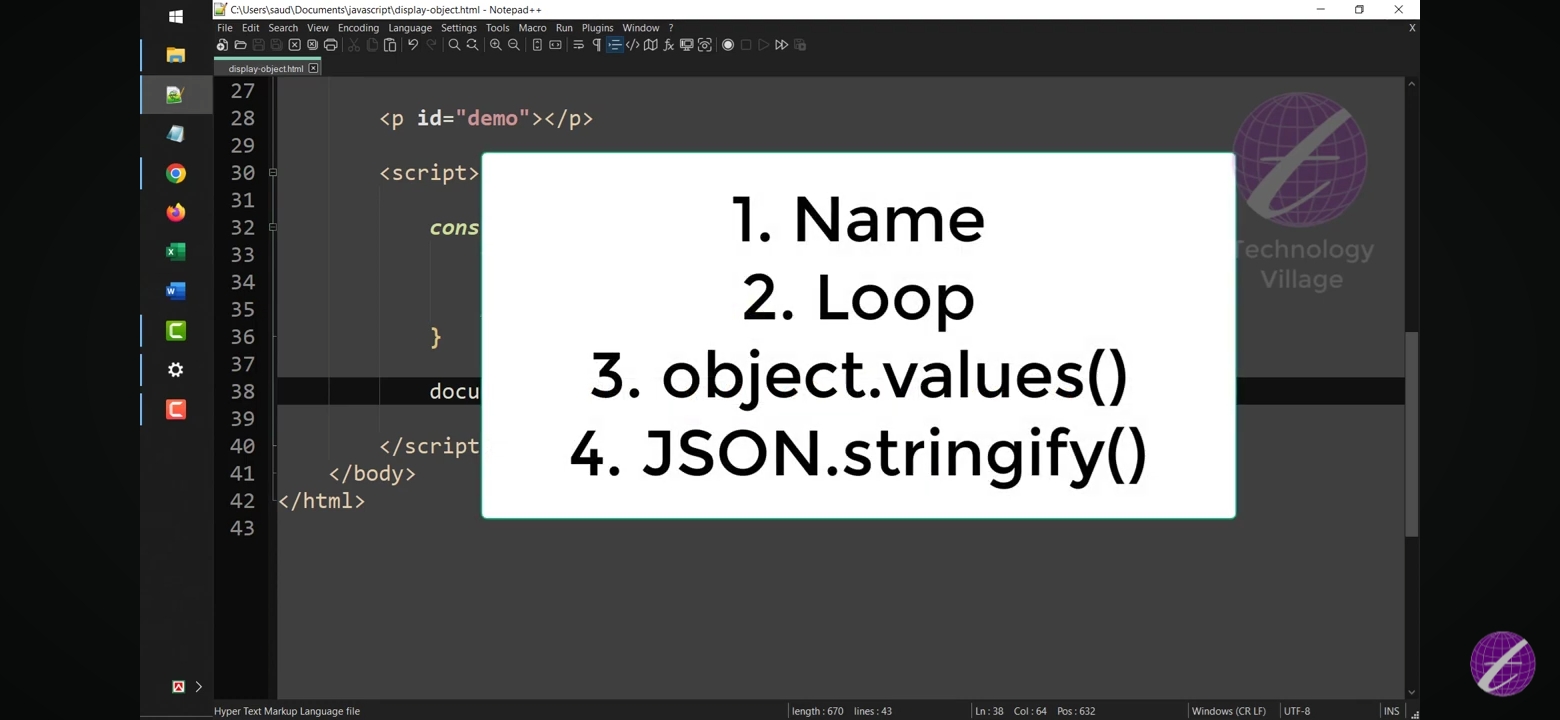 C:\Users\saud\Documents\javascript\display-object.html - Notepad++
File Edit Search View Encoding Language Settings Tools Macro Run Plugins Window ?
X
display-object.html
27
28 <p id="demo"></p>
29
30 <script>
31
32 cons
33
34
35
36 }
37
38 docu
39
40 </script
41 </body>
42 </html>
43
1. Name
2. Loop
3. object.values()
4. JSON.stringify()
Technology
Village
Hyper Text Markup Language file length : 670 lines : 43 Ln : 38 Col : 64 Pos : 632 Windows (CR LF) UTF-8 INS